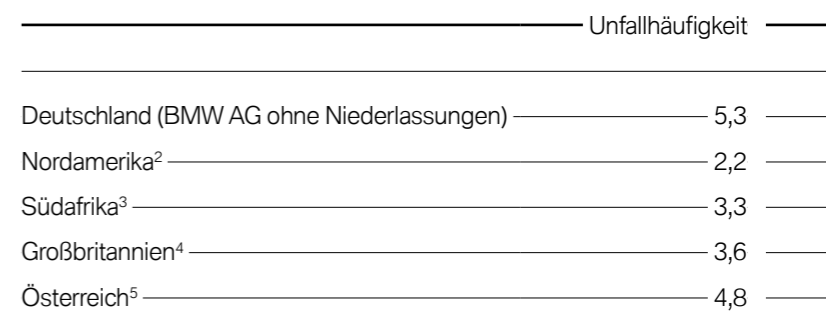 Unfallhäufigkeit
Deutschland (BMW AG ohne Niederlassungen) 5,3
Nordamerika² 2,2
Südafrika³ 3,3
Großbritannien⁴ 3,6
Österreich⁵ 4,8